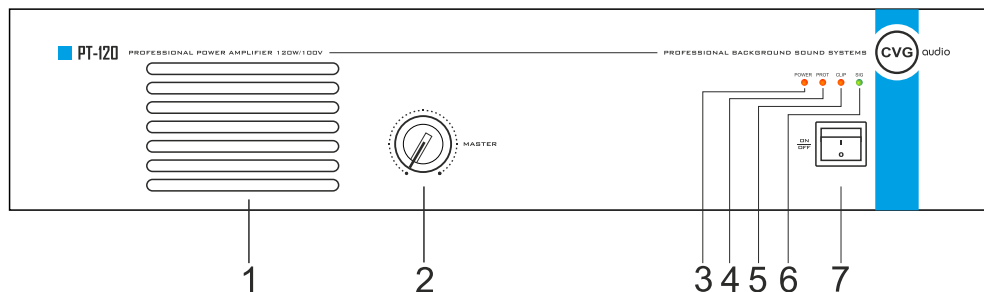 PT-120 PROFESSIONAL POWER AMPLIFIER 120W/100V PROFESSIONAL BACKGROUND SOUND SYSTEMS CVG audio
POWER PROT CLIP SIG
MASTER
ON
OFF
I
O
1 2 3 4 5 6 7